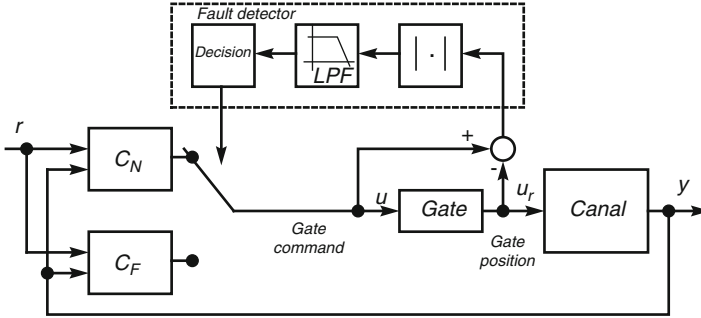 Fault detector
Decision
LPF
| · |
r
C_N
+
-
u
Gate
u_r
Canal
y
Gate
command
Gate
position
C_F